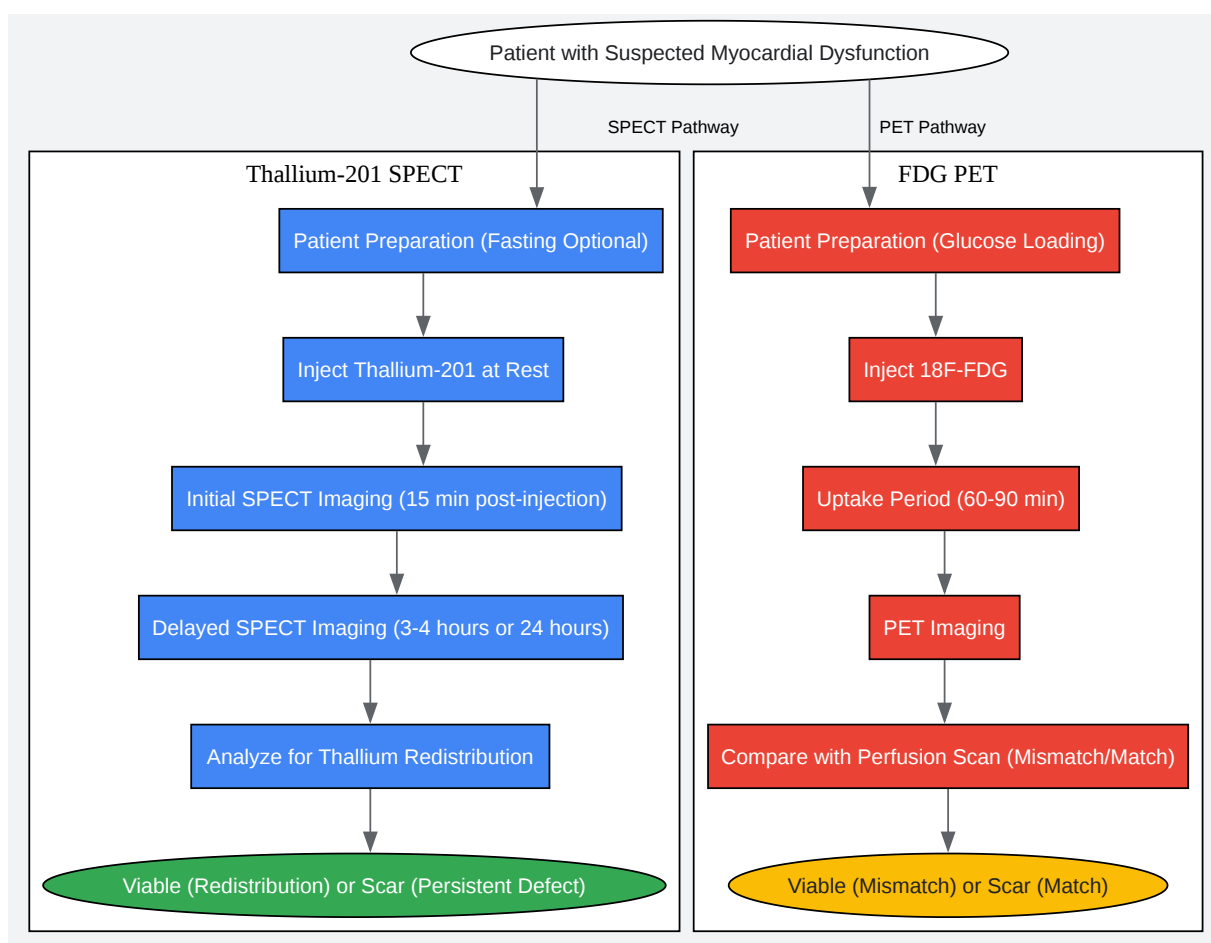 Patient with Suspected Myocardial Dysfunction
SPECT Pathway
PET Pathway
Thallium-201 SPECT
Patient Preparation (Fasting Optional)
Inject Thallium-201 at Rest
Initial SPECT Imaging (15 min post-injection)
Delayed SPECT Imaging (3-4 hours or 24 hours)
Analyze for Thallium Redistribution
Viable (Redistribution) or Scar (Persistent Defect)
FDG PET
Patient Preparation (Glucose Loading)
Inject 18F-FDG
Uptake Period (60-90 min)
PET Imaging
Compare with Perfusion Scan (Mismatch/Match)
Viable (Mismatch) or Scar (Match)